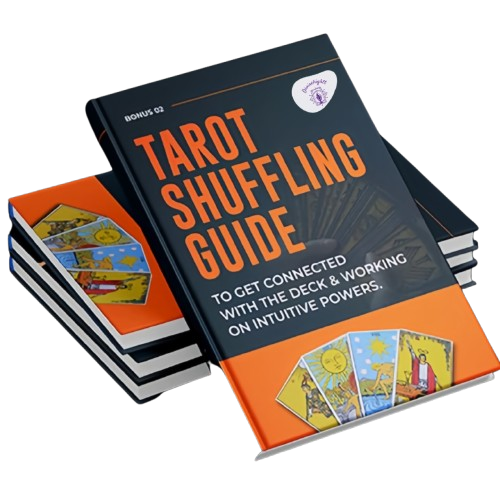 BONUS 02
TAROT
SHUFFLING
GUIDE
TO GET CONNECTED
WITH THE DECK & WORKING
ON INTUITIVE POWERS.